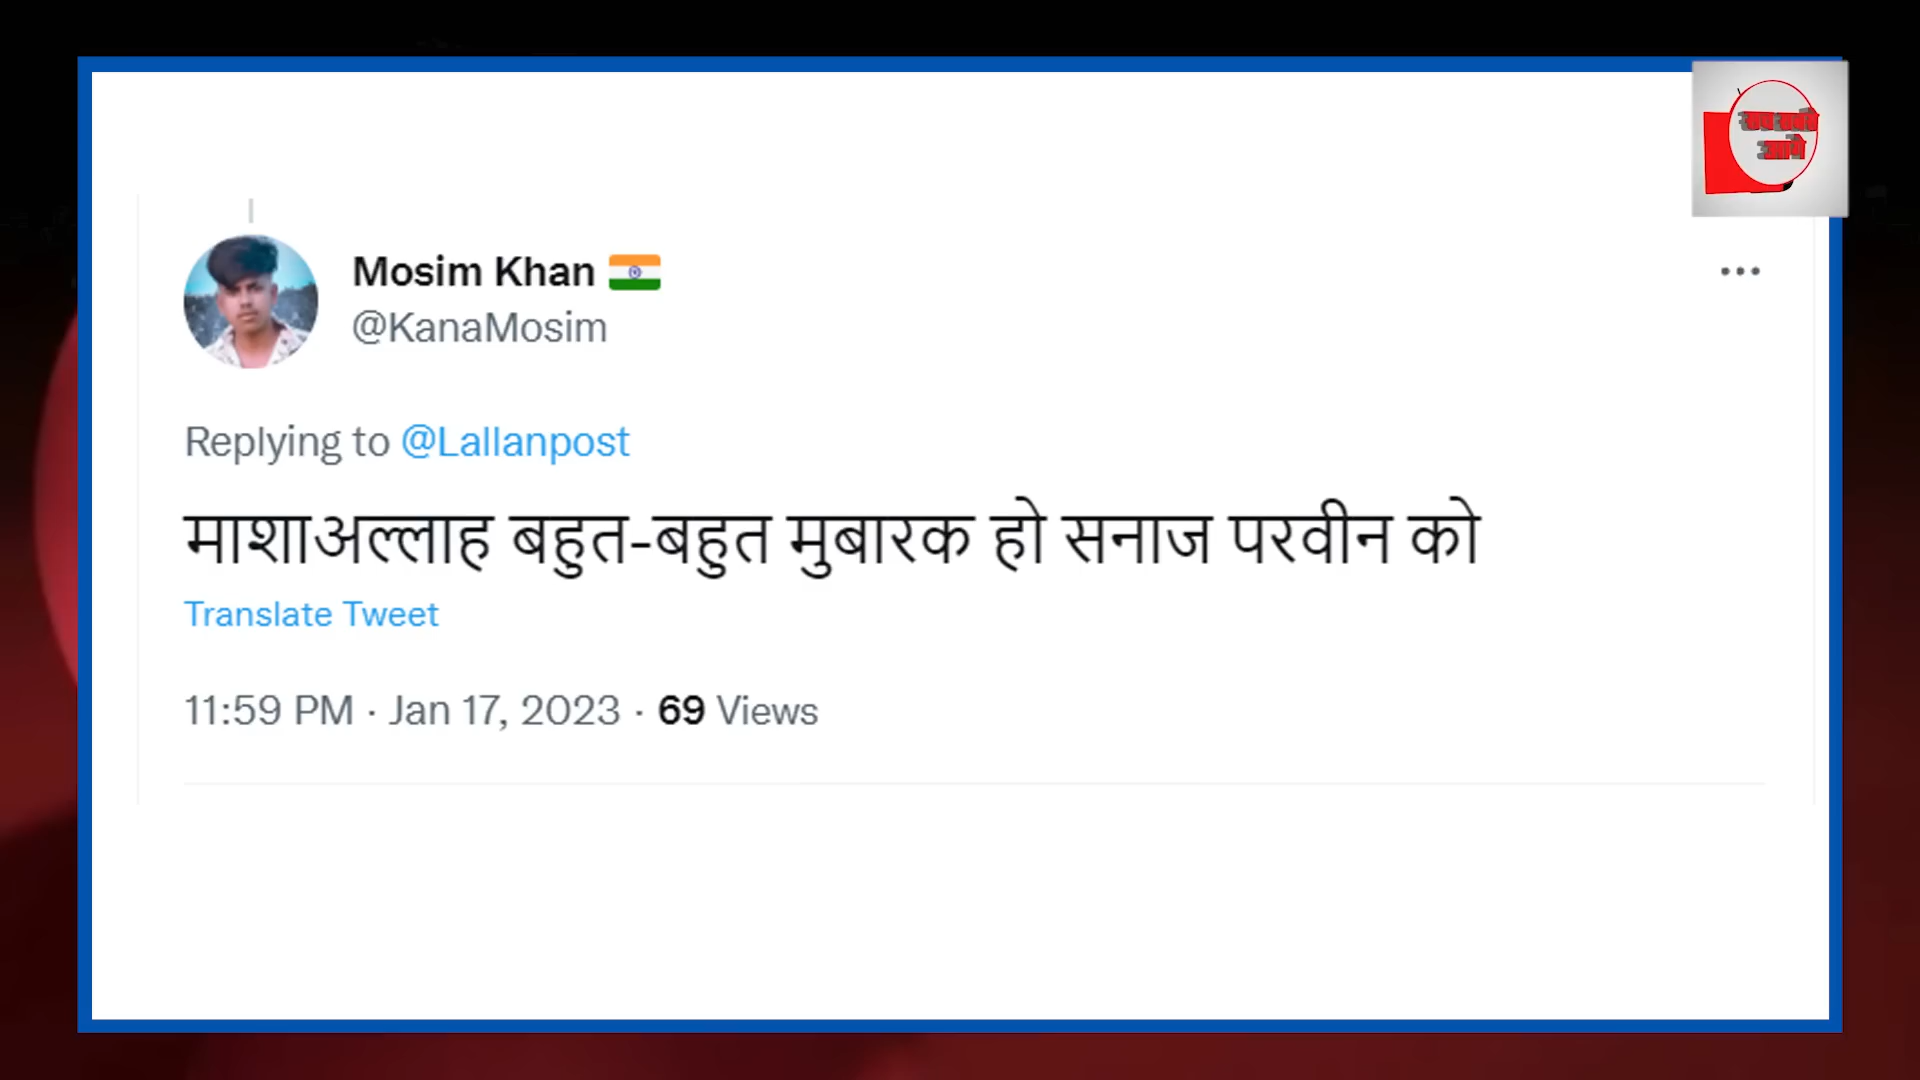 Mosim Khan
@KanaMosim
Replying to @Lallanpost
माशाअल्लाह बहुत-बहुत मुबारक हो सनाज परवीन को
Translate Tweet
11:59 PM · Jan 17, 2023 · 69 Views